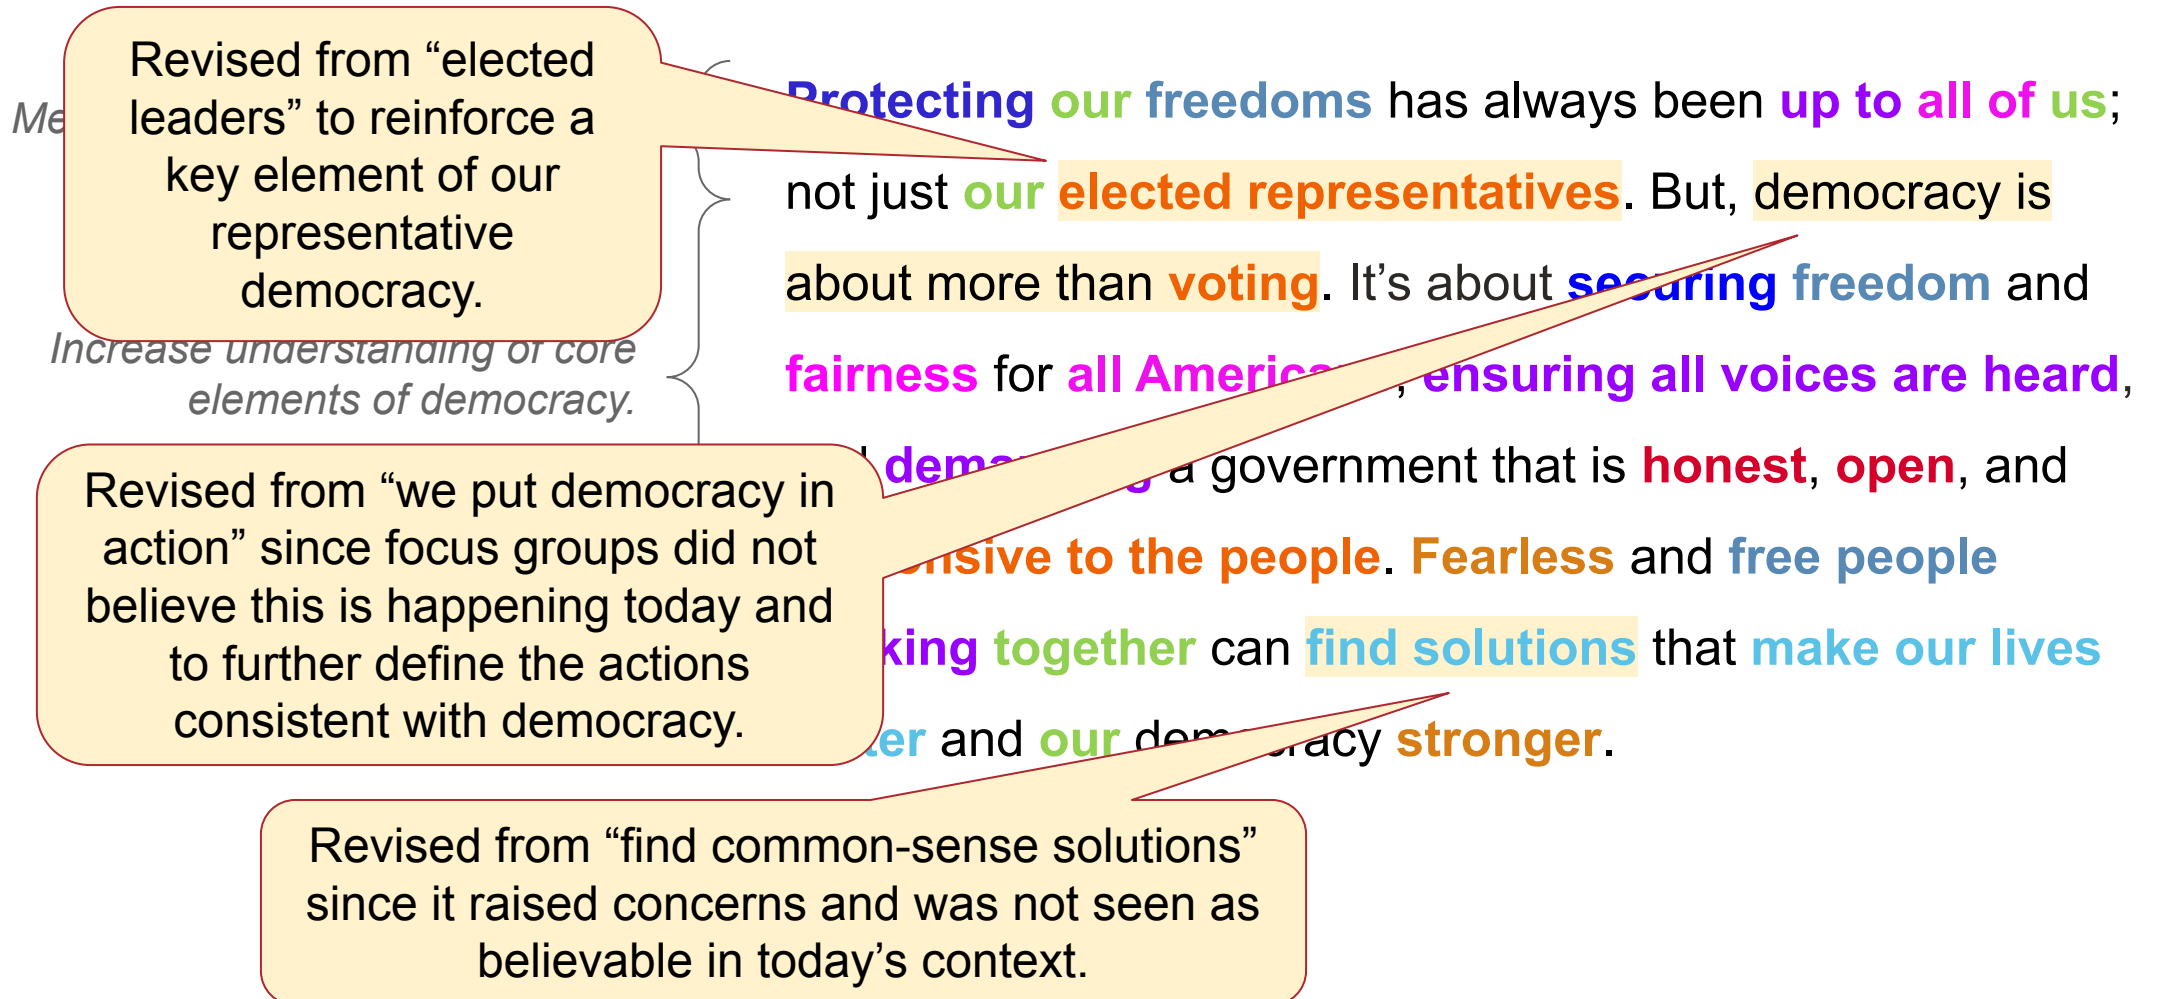 Revised from “elected
leaders” to reinforce a
key element of our
representative
democracy.
Increase understanding of core
elements of democracy.
Revised from “we put democracy in
action” since focus groups did not
believe this is happening today and
to further define the actions
consistent with democracy.
Protecting our freedoms has always been up to all of us;
not just our elected representatives. But, democracy is
about more than voting. It’s about securing freedom and
fairness for all Americans, ensuring all voices are heard,
demanding a government that is honest, open, and
to the people. Fearless and free people
together can find solutions that make our lives
and our democracy stronger.
Revised from “find common-sense solutions”
since it raised concerns and was not seen as
believable in today’s context.